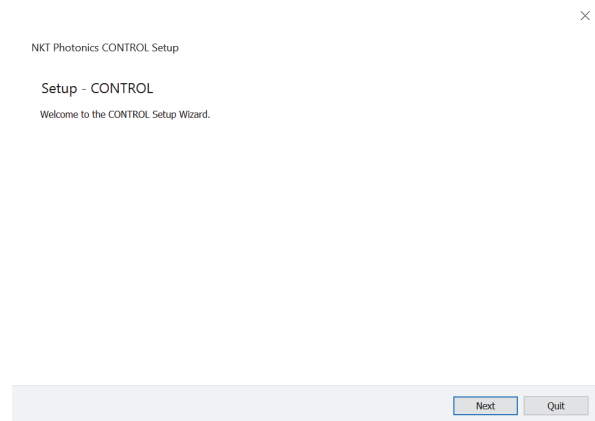 NKT Photonics CONTROL Setup
Setup - CONTROL
Welcome to the CONTROL Setup Wizard.
Next
Quit